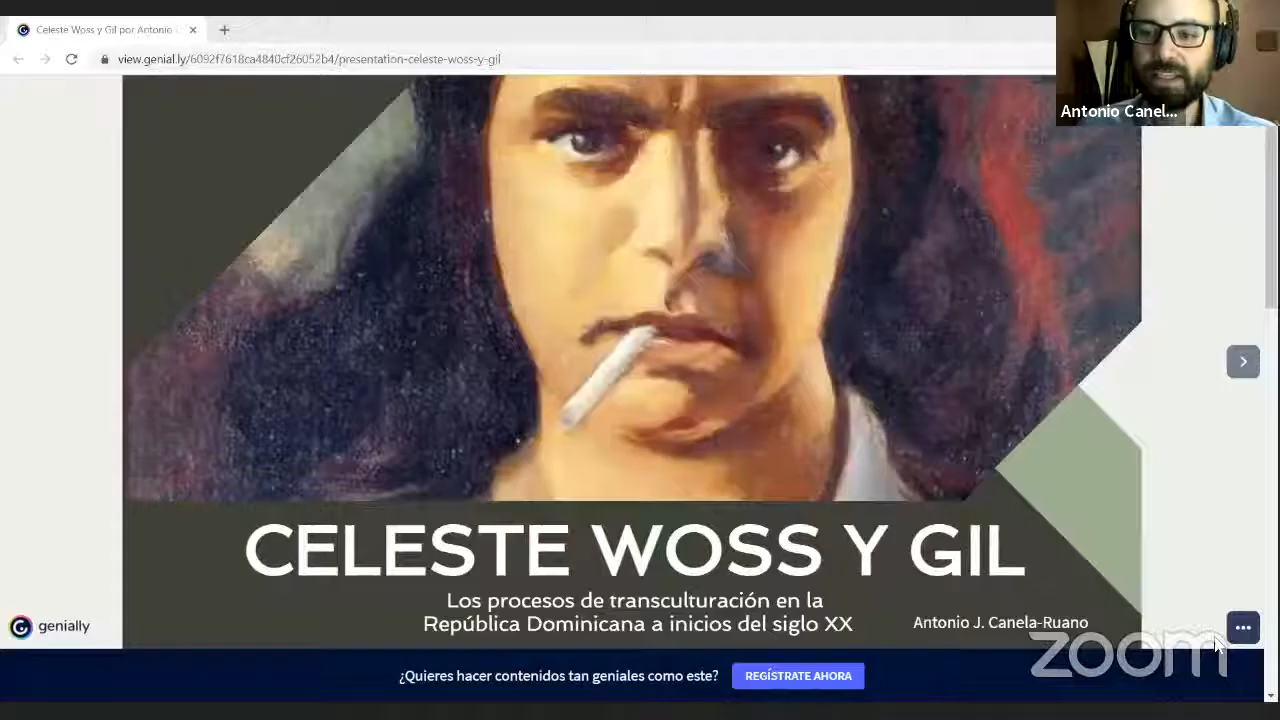 Celeste Woss y Gil por Antonio
view.genial.ly/6092f7618ca4840cf26052b4/presentation-celeste-woss-y-gil
Antonio Canel...
CELESTE WOSS Y GIL
Los procesos de transculturación en la
República Dominicana a inicios del siglo XX
Antonio J. Canela-Ruano
genially
zoom
¿Quieres hacer contenidos tan geniales como este?
REGÍSTRATE AHORA